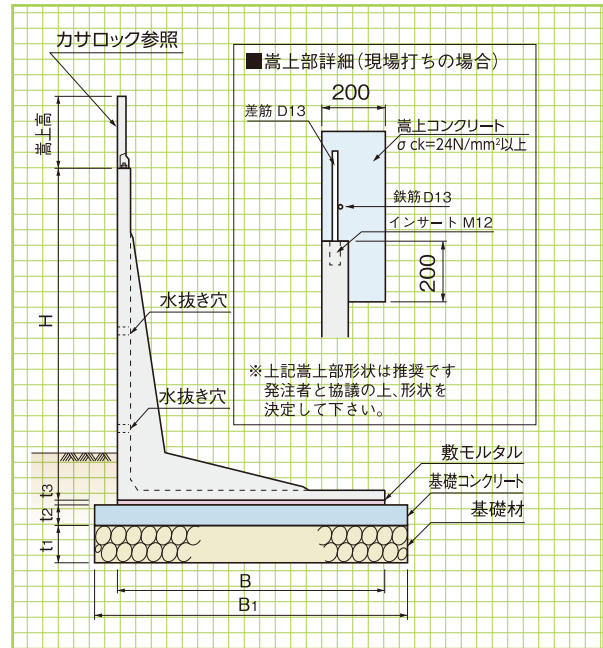 カサロック参照
嵩上高
H
水抜き穴
水抜き穴
t3
t2
t1
敷モルタル
基礎コンクリート
基礎材
B
B1
■嵩上部詳細(現場打ちの場合)
200
差筋 D13
嵩上コンクリート
σ ck=24N/mm²以上
鉄筋D13
インサート M12
200
※上記嵩上部形状は推奨です
発注者と協議の上、形状を
決定して下さい。